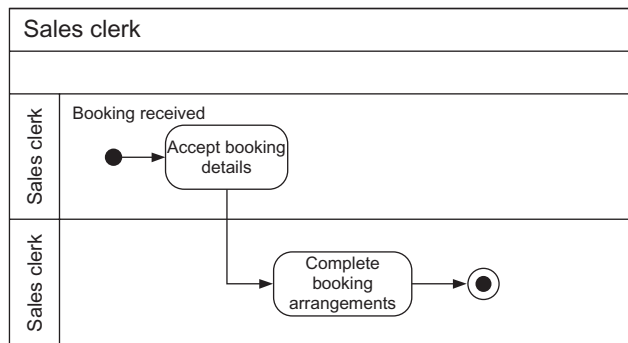 Sales clerk
Sales clerk
Booking received
Accept booking
details
Sales clerk
Complete
booking
arrangements